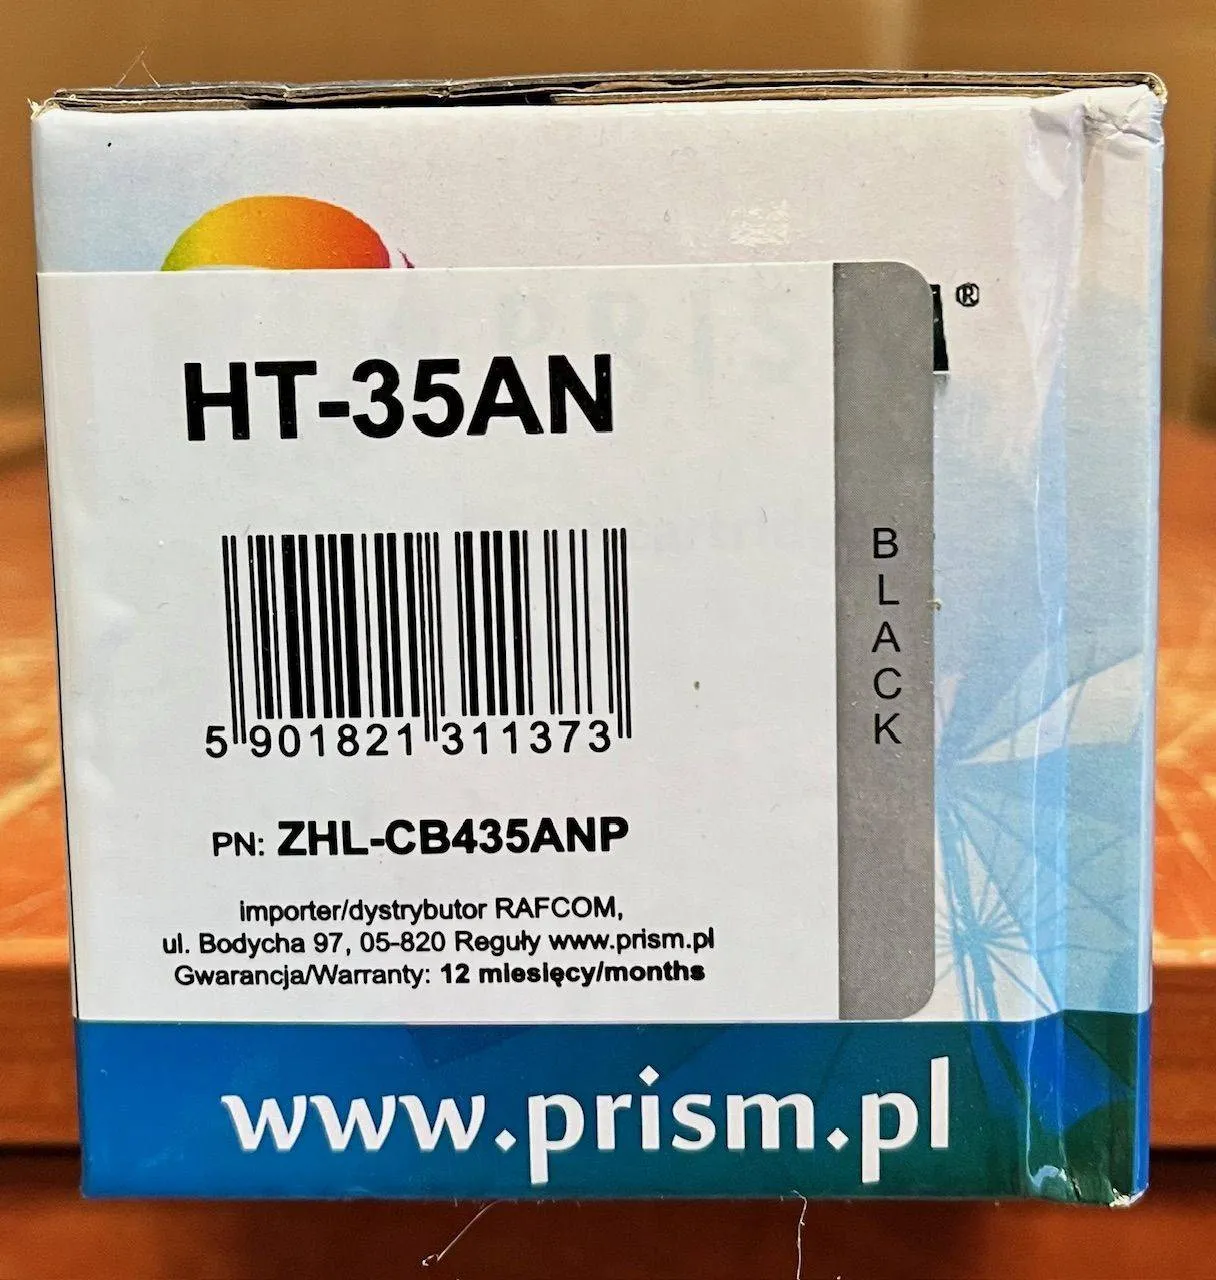 ®
HT-35AN
BLACK
5 901821 311373
PN: ZHL-CB435ANP
importer/dystrybutor RAFCOM,
ul. Bodycha 97, 05-820 Reguły www.prism.pl
Gwarancja/Warranty: 12 miesięcy/months
www.prism.pl